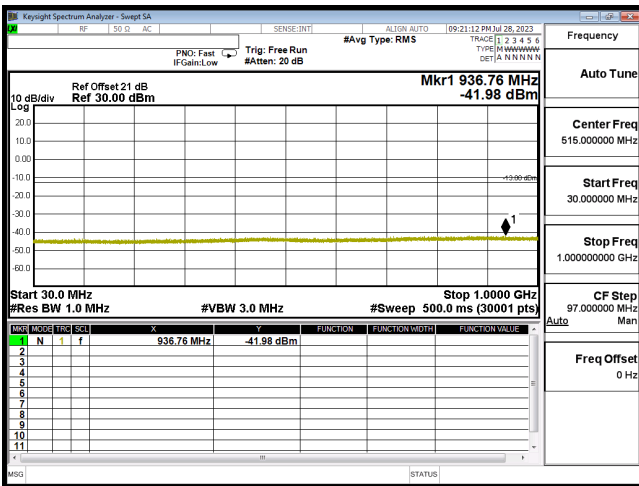 Keysight Spectrum Analyzer - Swept SA
RF 50 Ω AC SENSE:INT ALIGN AUTO 09:21:12 PM Jul 28, 2023
#Avg Type: RMS TRACE 1 2 3 4 5 6
PNO: Fast Trig: Free Run TYPE M WWWWW
IFGain:Low #Atten: 20 dB DET A N N N N N
Frequency
Ref Offset 21 dB Mkr1 936.76 MHz
10 dB/div Ref 30.00 dBm -41.98 dBm
Log
20.0
10.0
0.00
-10.0
-13.00 dBm
-20.0
-30.0
1
-40.0
-50.0
-60.0
Start 30.0 MHz Stop 1.0000 GHz
#Res BW 1.0 MHz #VBW 3.0 MHz #Sweep 500.0 ms (30001 pts)
MKR MODE TRC SCL X Y FUNCTION FUNCTION WIDTH FUNCTION VALUE
1 N 1 f 936.76 MHz -41.98 dBm
2
3
4
5
6
7
8
9
10
11
MSG STATUS
Auto Tune
Center Freq
515.000000 MHz
Start Freq
30.000000 MHz
Stop Freq
1.000000000 GHz
CF Step
97.000000 MHz
Auto Man
Freq Offset
0 Hz